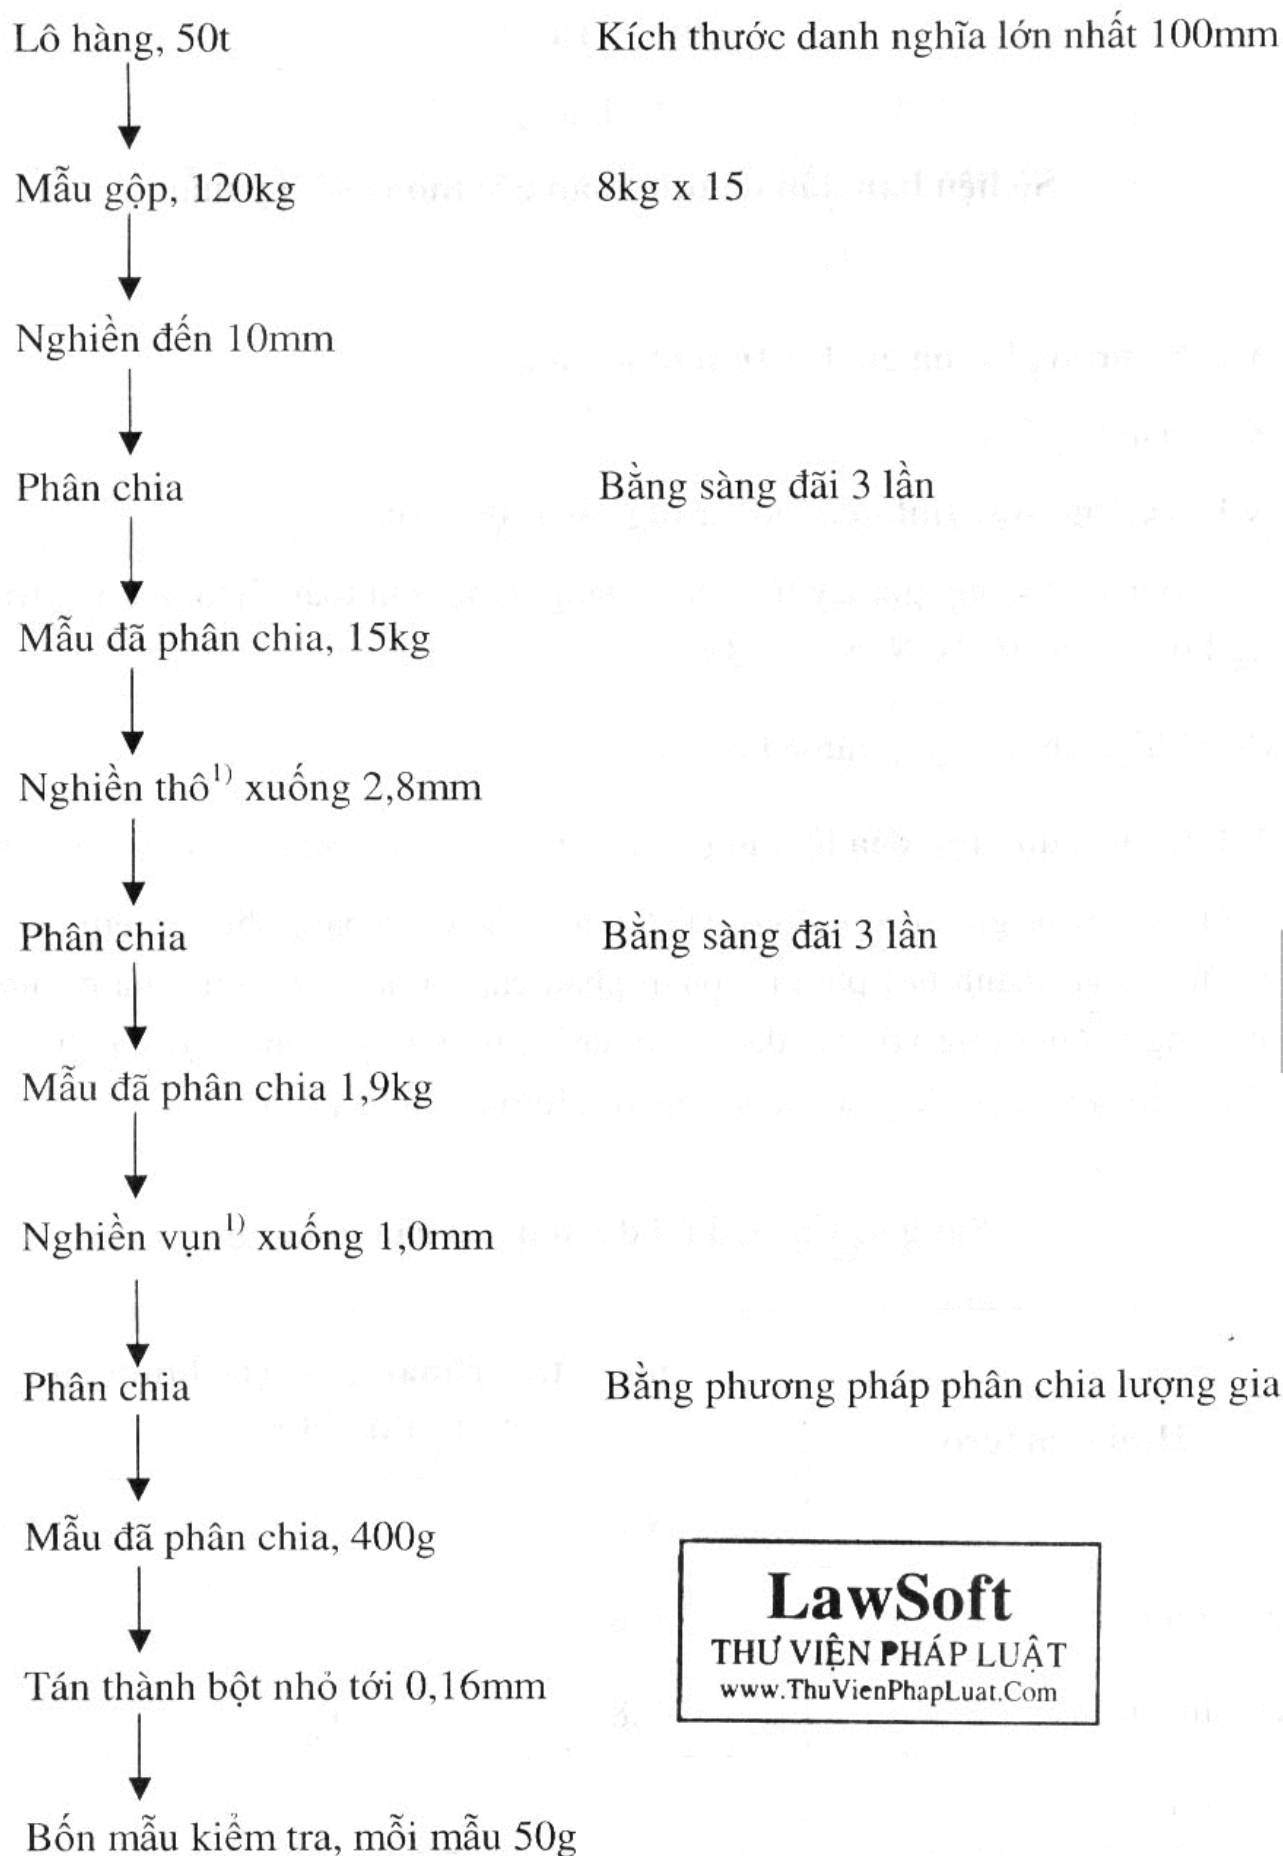 Lô hàng, 50t Kích thước danh nghĩa lớn nhất 100mm
Mẫu gộp, 120kg 8kg x 15
Nghiền đến 10mm
Phân chia Bằng sàng đãi 3 lần
Mẫu đã phân chia, 15kg
Nghiền thô¹⁾ xuống 2,8mm
Phân chia Bằng sàng đãi 3 lần
Mẫu đã phân chia 1,9kg
Nghiền vụn¹⁾ xuống 1,0mm
Phân chia Bằng phương pháp phân chia lượng gia
Mẫu đã phân chia, 400g
LawSoft
THƯ VIỆN PHÁP LUẬT
www.ThuVienPhapLuat.Com
Tán thành bột nhỏ tới 0,16mm
Bốn mẫu kiểm tra, mỗi mẫu 50g